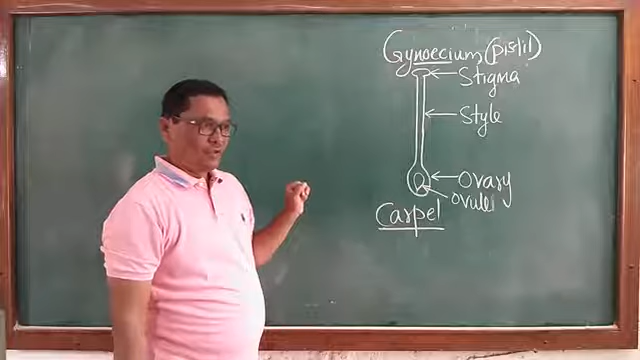 Gynoecium (Pistil)
Stigma
Style
Ovary
Ovule
Carpel